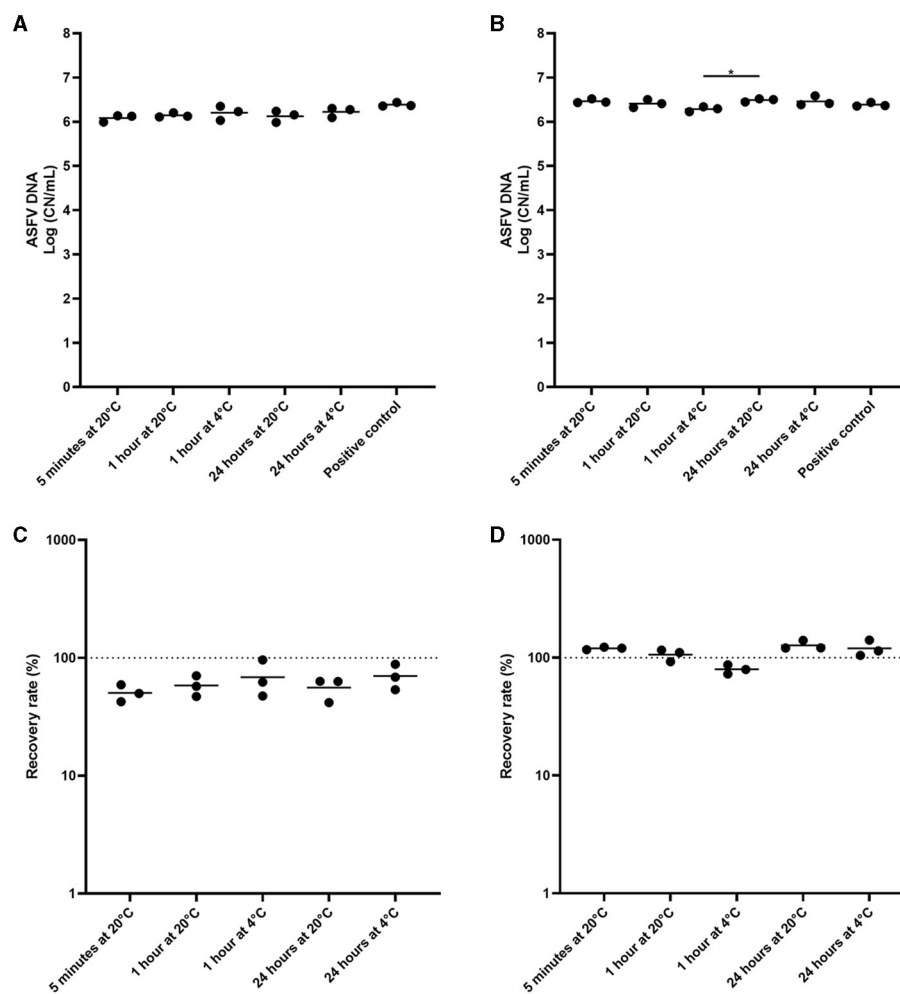 A
8
7
6
5
4
3
2
1
0
ASFV DNA
Log (CN/mL)
5 minutes at 20°C
1 hour at 20°C
1 hour at 4°C
24 hours at 20°C
24 hours at 4°C
Positive control
B
8
7
6
5
4
3
2
1
0
ASFV DNA
Log (CN/mL)
*
5 minutes at 20°C
1 hour at 20°C
1 hour at 4°C
24 hours at 20°C
24 hours at 4°C
Positive control
C
1000
100
10
1
Recovery rate (%)
5 minutes at 20°C
1 hour at 20°C
1 hour at 4°C
24 hours at 20°C
24 hours at 4°C
D
1000
100
10
1
Recovery rate (%)
5 minutes at 20°C
1 hour at 20°C
1 hour at 4°C
24 hours at 20°C
24 hours at 4°C